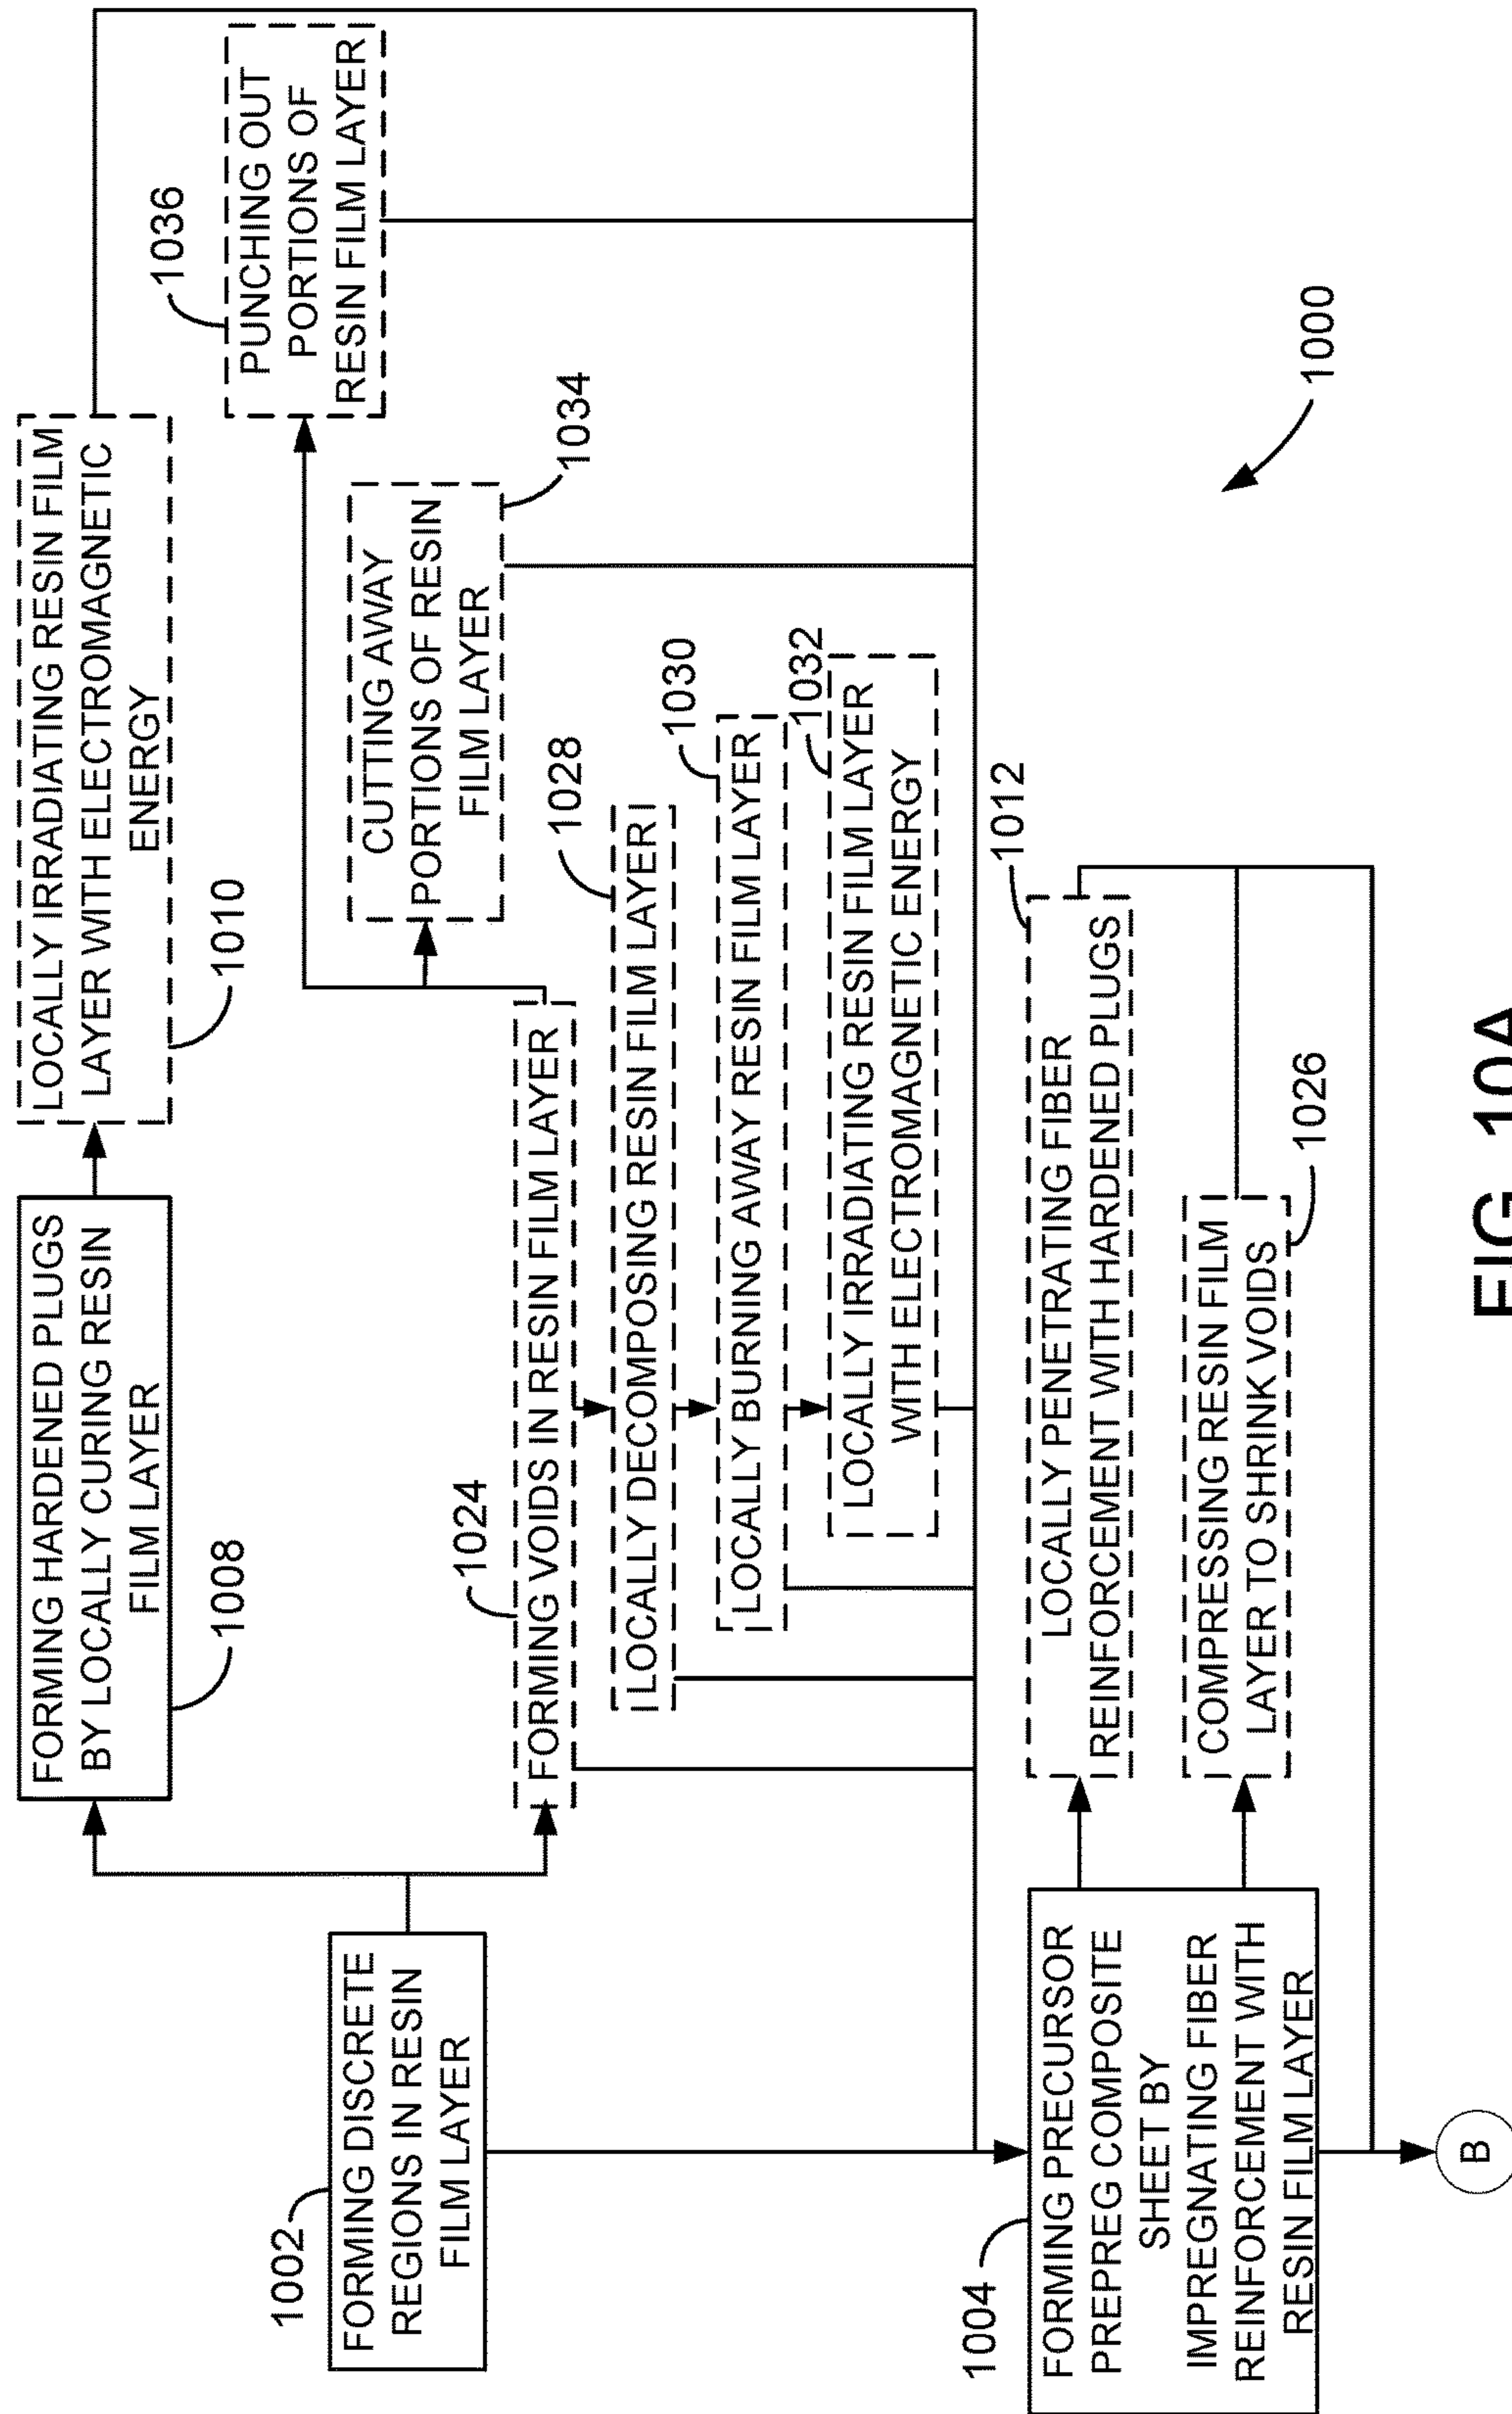 1002
FORMING DISCRETE
REGIONS IN RESIN
FILM LAYER
FORMING HARDENED PLUGS
BY LOCALLY CURING RESIN
FILM LAYER
1008
LOCALLY IRRADIATING RESIN FILM
LAYER WITH ELECTROMAGNETIC
ENERGY
1010
1024
FORMING VOIDS IN RESIN FILM LAYER
1036
PUNCHING OUT
PORTIONS OF
RESIN FILM LAYER
CUTTING AWAY
PORTIONS OF RESIN
FILM LAYER
1034
LOCALLY DECOMPOSING RESIN FILM LAYER
1028
LOCALLY BURNING AWAY RESIN FILM LAYER
1030
LOCALLY IRRADIATING RESIN FILM LAYER
WITH ELECTROMAGNETIC ENERGY
1032
1004
FORMING PRECURSOR
PREPREG COMPOSITE
SHEET BY
IMPREGNATING FIBER
REINFORCEMENT WITH
RESIN FILM LAYER
LOCALLY PENETRATING FIBER
REINFORCEMENT WITH HARDENED PLUGS
1012
COMPRESSING RESIN FILM
LAYER TO SHRINK VOIDS
1026
1000
B
FIG. 10A